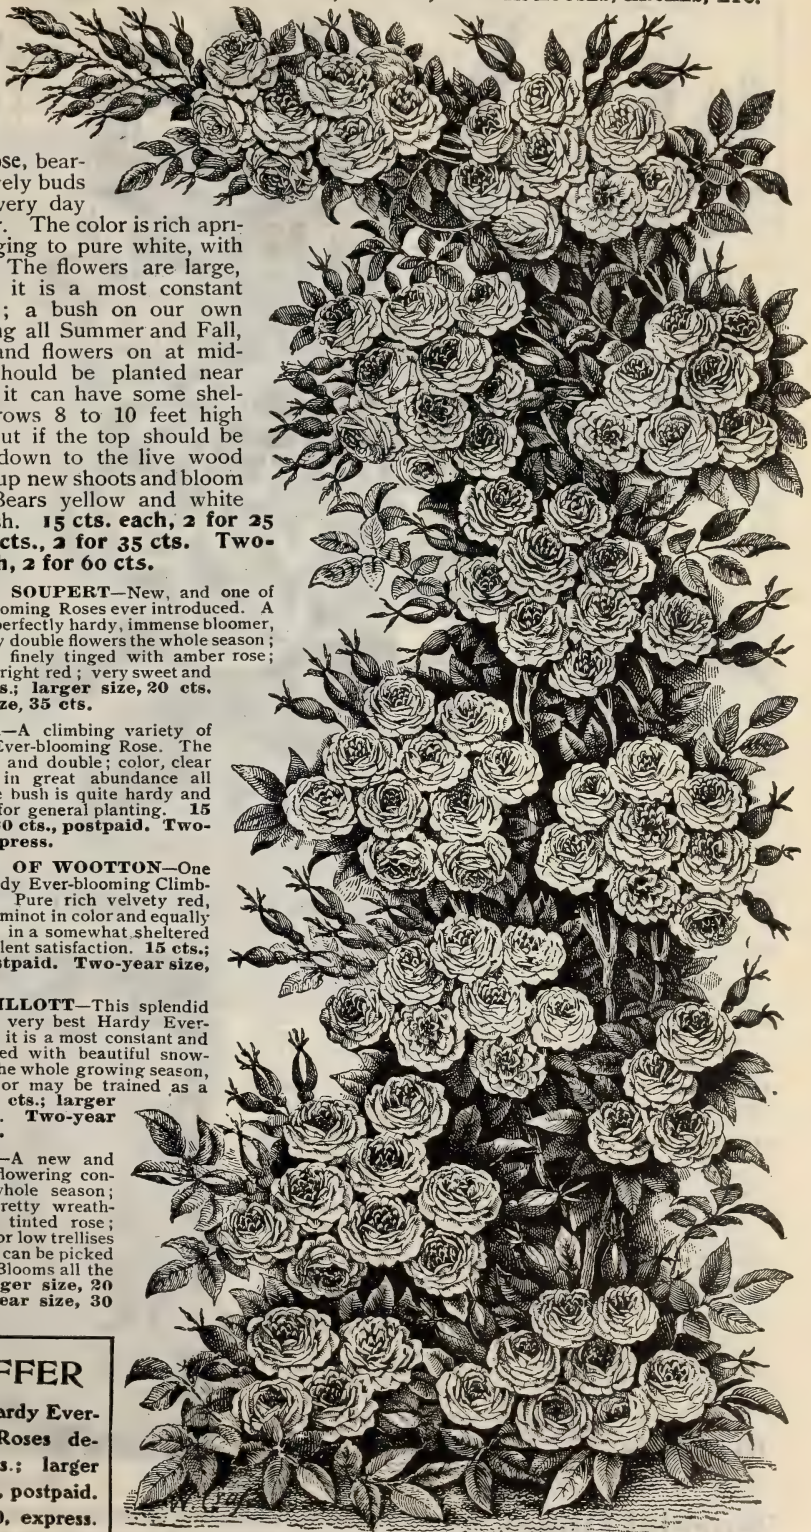 ETC.
ose, bear-
vely buds
very day
r. The color is rich apri-
ging to pure white, with
The flowers are large,
it is a most constant
; a bush on our own
ng all Summer and Fall,
and flowers on at mid-
hould be planted near
it can have some shel-
rows 8 to 10 feet high
out if the top should be
down to the live wood
up new shoots and bloom
Bears yellow and white
sh. 15 cts. each, 2 for 25
cts., 2 for 35 cts. Two-
h, 2 for 60 cts.
SOUPERT—New, and one of
oming Roses ever introduced. A
perfectly hardy, immense bloomer,
y double flowers the whole season;
finely tinged with amber rose;
right red; very sweet and
s.; larger size, 20 cts.
ze, 35 cts.
—A climbing variety of
Ever-blooming Rose. The
and double; color, clear
in great abundance all
e bush is quite hardy and
for general planting. 15
0 cts., postpaid. Two-
press.
OF WOOTTON—One
dy Ever-blooming Climb-
Pure rich velvety red,
minot in color and equally
in a somewhat sheltered
lent satisfaction. 15 cts.;
stpaid. Two-year size,
ILLOTT—This splendid
very best Hardy Ever-
it is a most constant and
ed with beautiful snow-
he whole growing season,
or may be trained as a
cts.; larger
. Two-year
—A new and
flowering con-
whole season;
pretty wreath-
tinted rose;
or low trellises
can be picked
Blooms all the
ger size, 20
ear size, 30
FFER
ardy Ever-
Roses de-
s.; larger
, postpaid.
0, express.